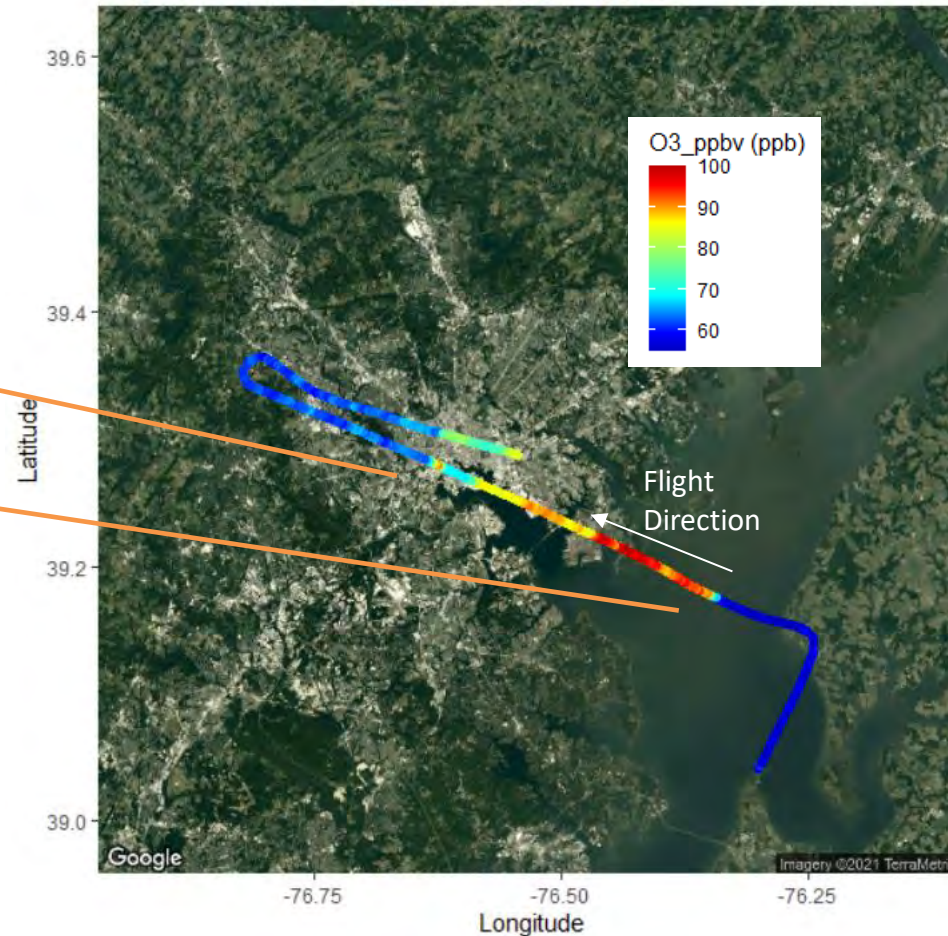 39.6
39.4
39.2
39.0
Latitude
O3_ppbv (ppb)
100
90
80
70
60
Flight
Direction
Google
Imagery ©2021 TerraMetri
-76.75
-76.50
-76.25
Longitude